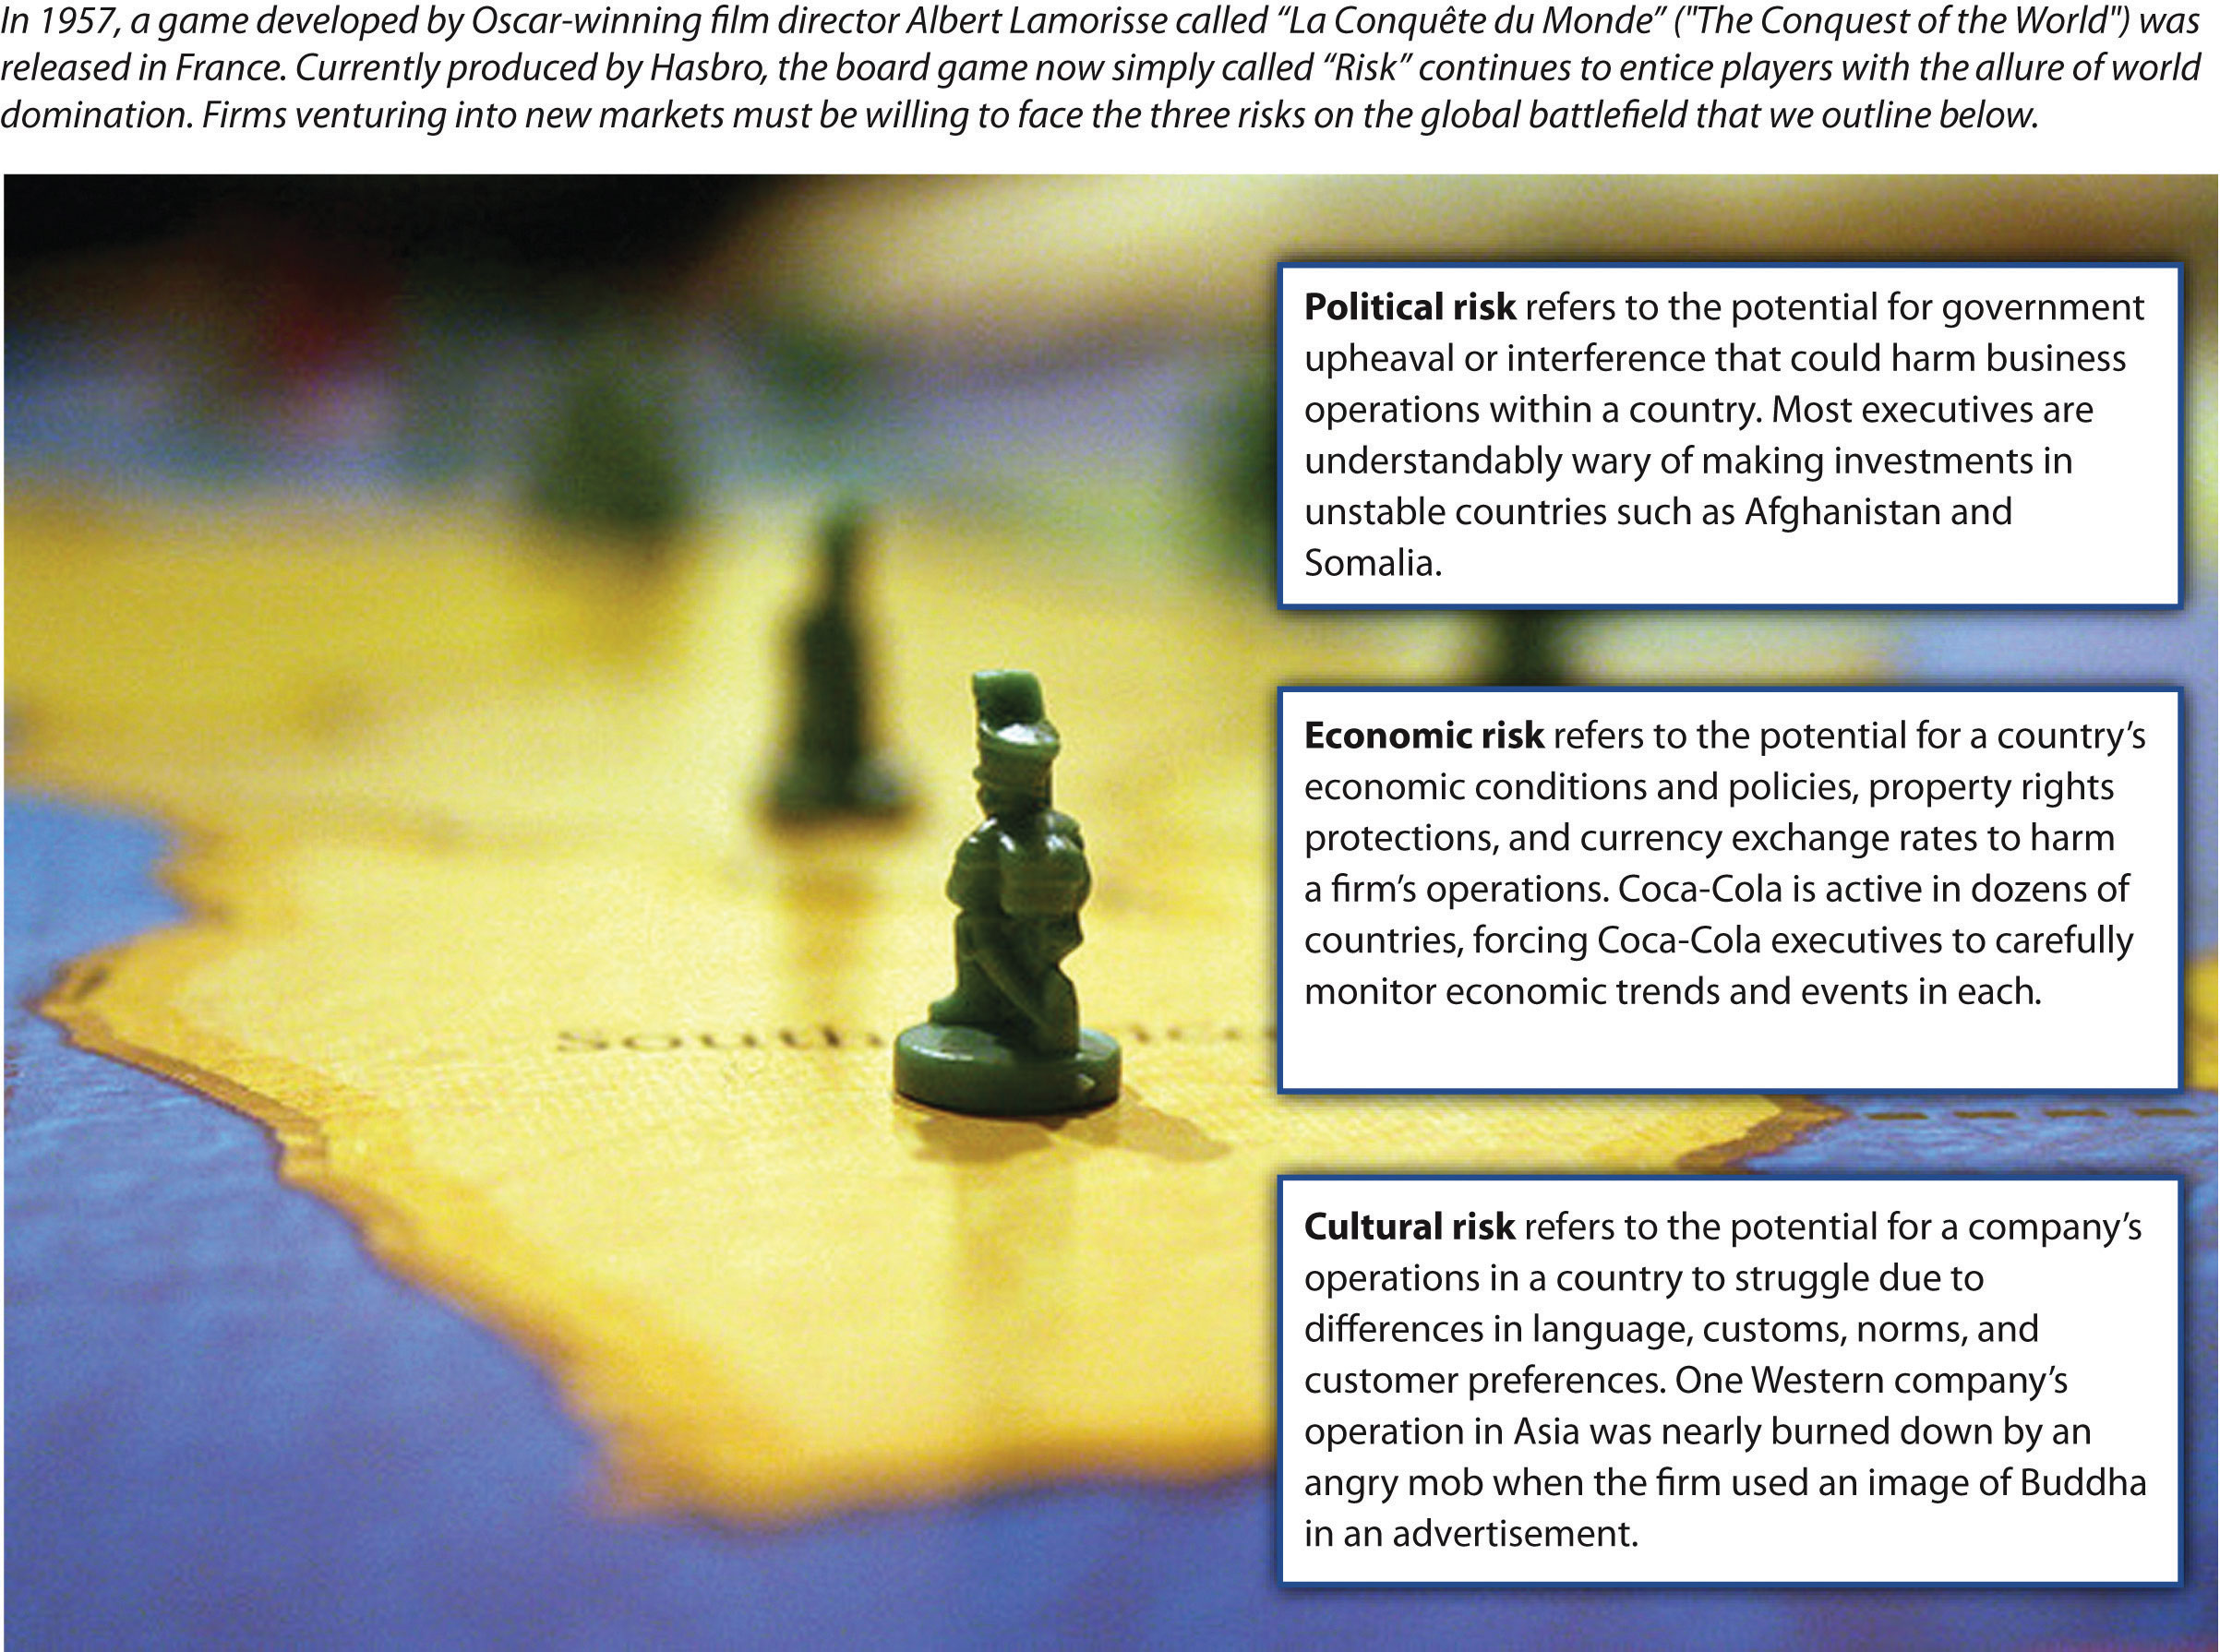 In 1957, a game developed by Oscar-winning film director Albert Lamorisse called “La Conquête du Monde” ("The Conquest of the World") was
released in France. Currently produced by Hasbro, the board game now simply called “Risk” continues to entice players with the allure of world
domination. Firms venturing into new markets must be willing to face the three risks on the global battlefield that we outline below.
Political risk refers to the potential for government
upheaval or interference that could harm business
operations within a country. Most executives are
understandably wary of making investments in
unstable countries such as Afghanistan and
Somalia.
Economic risk refers to the potential for a country’s
economic conditions and policies, property rights
protections, and currency exchange rates to harm
a firm’s operations. Coca-Cola is active in dozens of
countries, forcing Coca-Cola executives to carefully
monitor economic trends and events in each.
South
Cultural risk refers to the potential for a company’s
operations in a country to struggle due to
differences in language, customs, norms, and
customer preferences. One Western company’s
operation in Asia was nearly burned down by an
angry mob when the firm used an image of Buddha
in an advertisement.